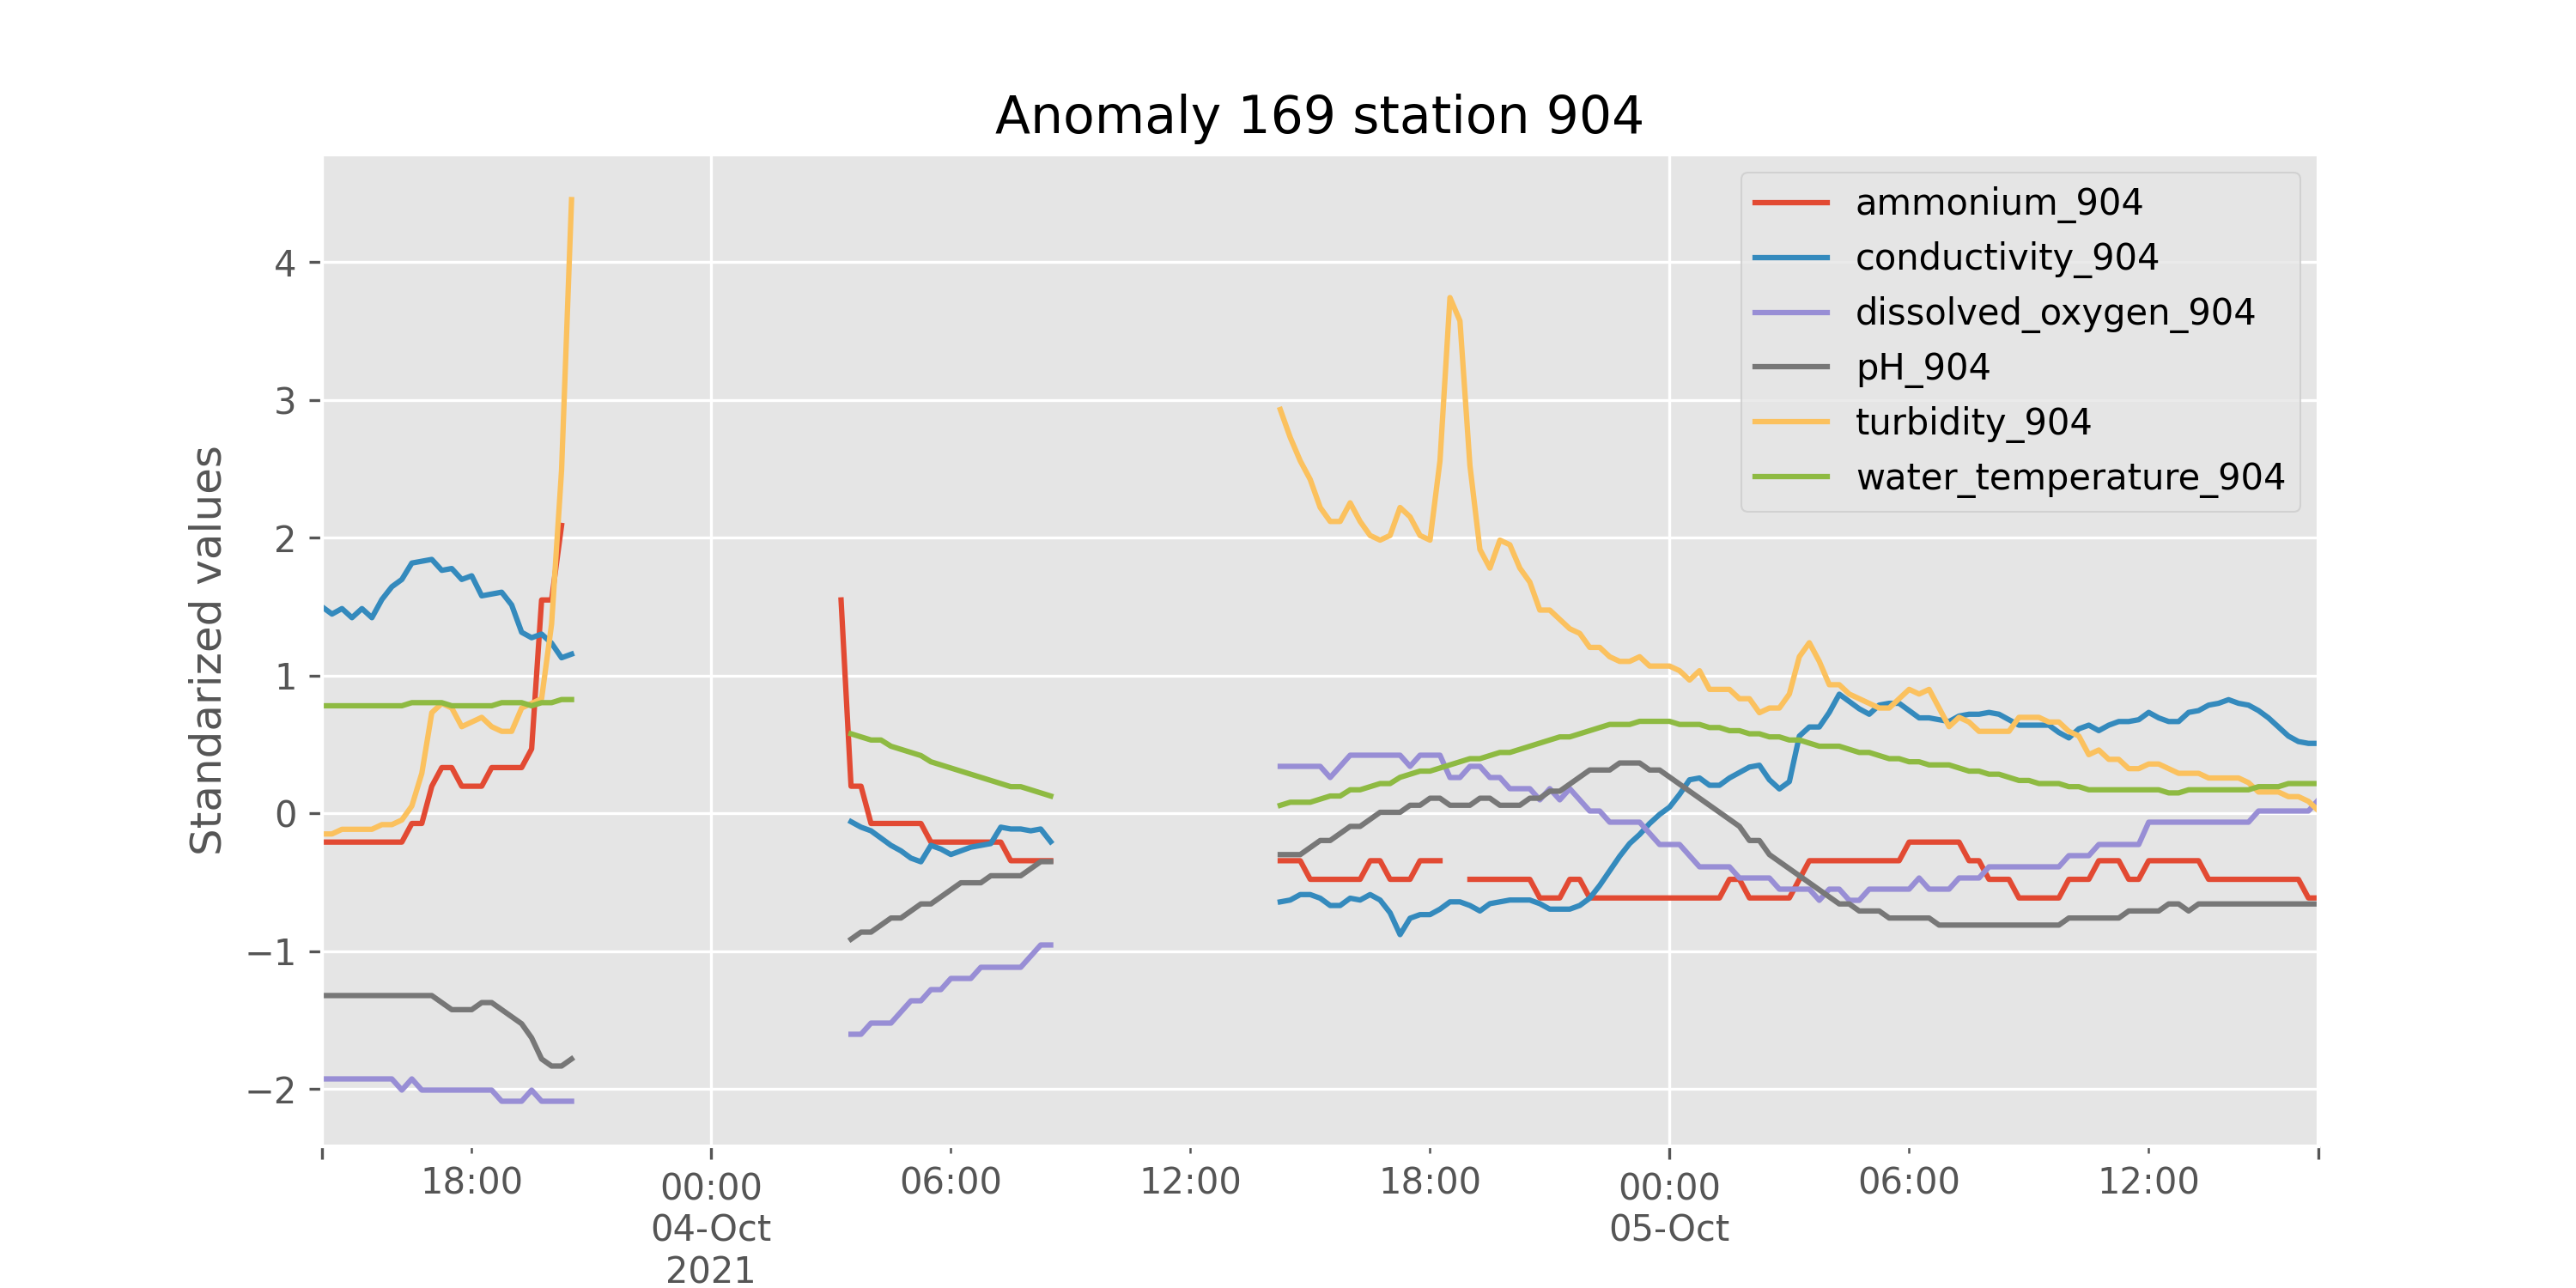 Anomaly 169 station 904
ammonium_904
conductivity_904
dissolved_oxygen_904
pH_904
turbidity_904
water_temperature_904
Standarized values
4
3
2
1
0
−1
−2
18:00
00:00
04-Oct
2021
06:00
12:00
18:00
00:00
05-Oct
06:00
12:00